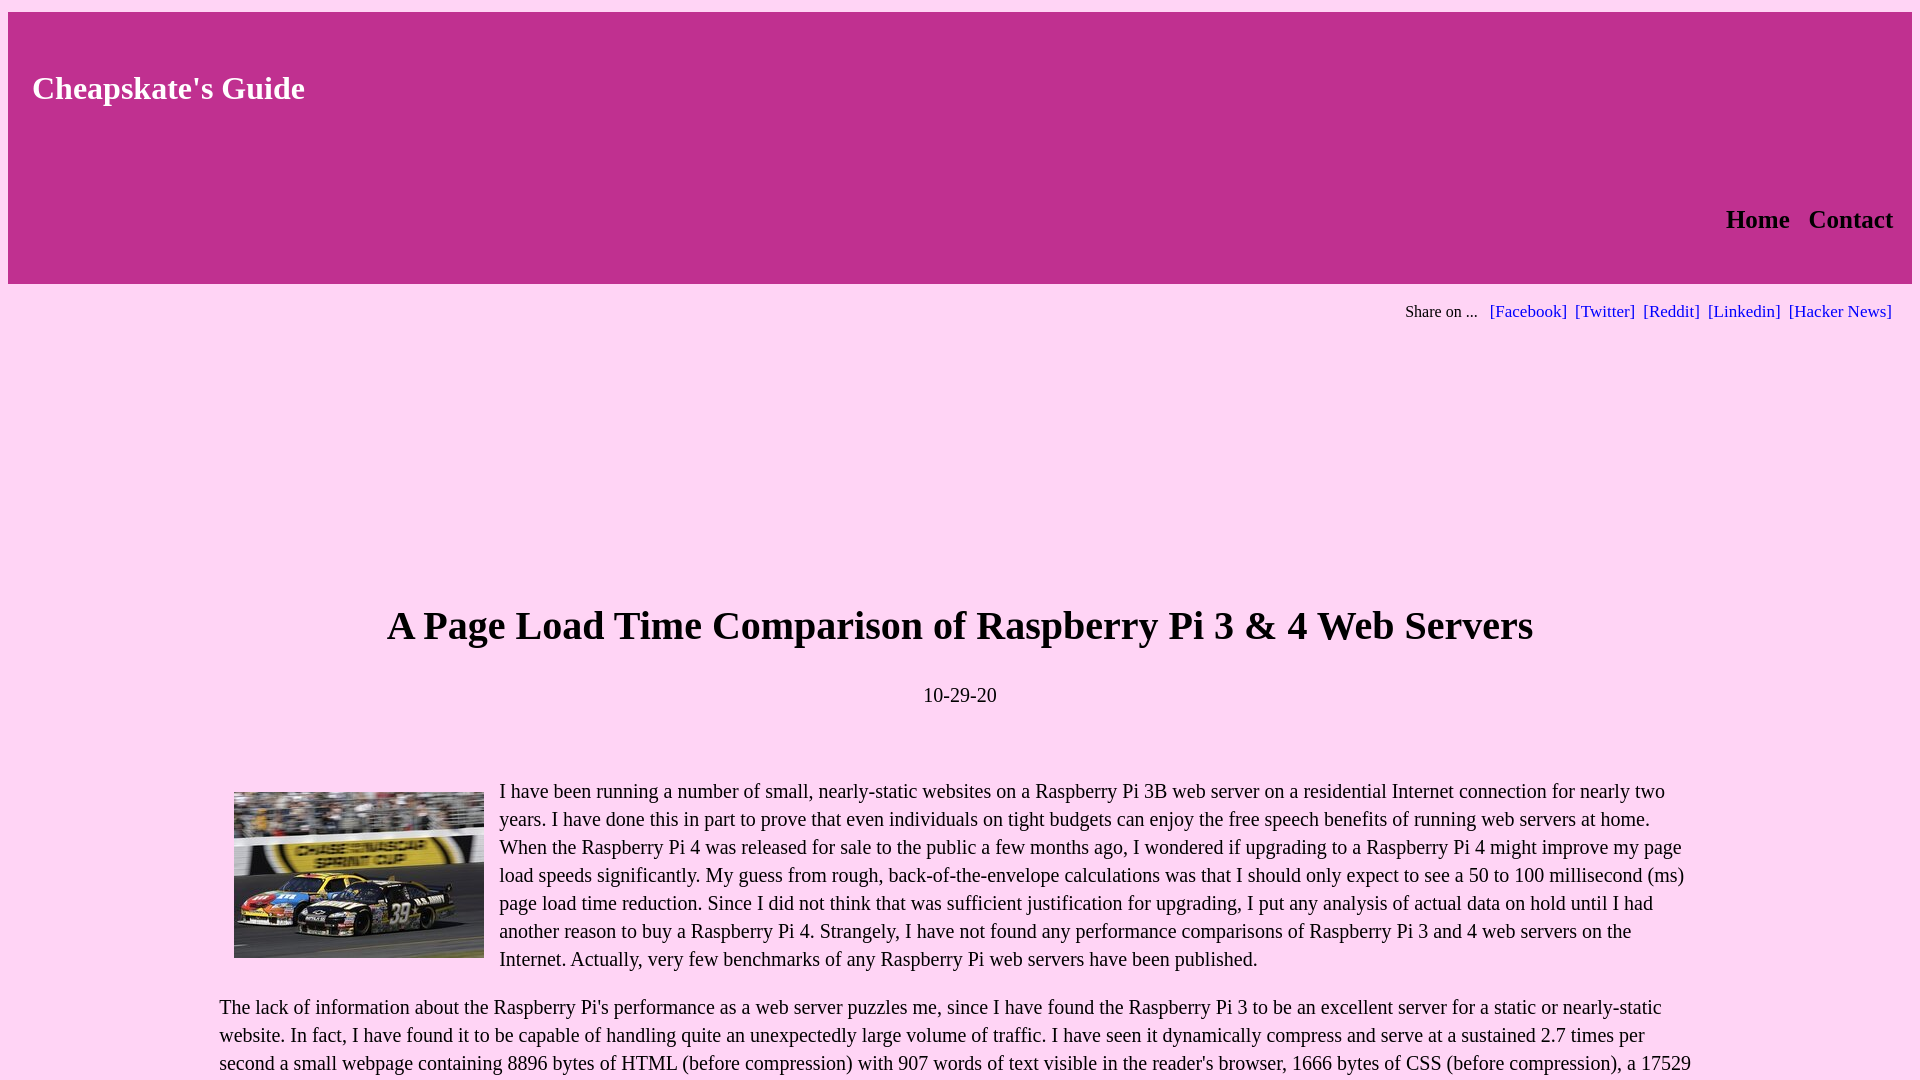 Cheapskate's Guide
Home Contact
Share on ... [Facebook] [Twitter] [Reddit] [Linkedin] [Hacker News]
A Page Load Time Comparison of Raspberry Pi 3 & 4 Web Servers
10-29-20
I have been running a number of small, nearly-static websites on a Raspberry Pi 3B web server on a residential Internet connection for nearly two
years. I have done this in part to prove that even individuals on tight budgets can enjoy the free speech benefits of running web servers at home.
When the Raspberry Pi 4 was released for sale to the public a few months ago, I wondered if upgrading to a Raspberry Pi 4 might improve my page
load speeds significantly. My guess from rough, back-of-the-envelope calculations was that I should only expect to see a 50 to 100 millisecond (ms)
page load time reduction. Since I did not think that was sufficient justification for upgrading, I put any analysis of actual data on hold until I had
another reason to buy a Raspberry Pi 4. Strangely, I have not found any performance comparisons of Raspberry Pi 3 and 4 web servers on the
Internet. Actually, very few benchmarks of any Raspberry Pi web servers have been published.
CHASE FOR THE NASCAR
SPRINT CUP
39
U.S. ARMY
The lack of information about the Raspberry Pi's performance as a web server puzzles me, since I have found the Raspberry Pi 3 to be an excellent server for a static or nearly-static
website. In fact, I have found it to be capable of handling quite an unexpectedly large volume of traffic. I have seen it dynamically compress and serve at a sustained 2.7 times per
second a small webpage containing 8896 bytes of HTML (before compression) with 907 words of text visible in the reader's browser, 1666 bytes of CSS (before compression), a 17529